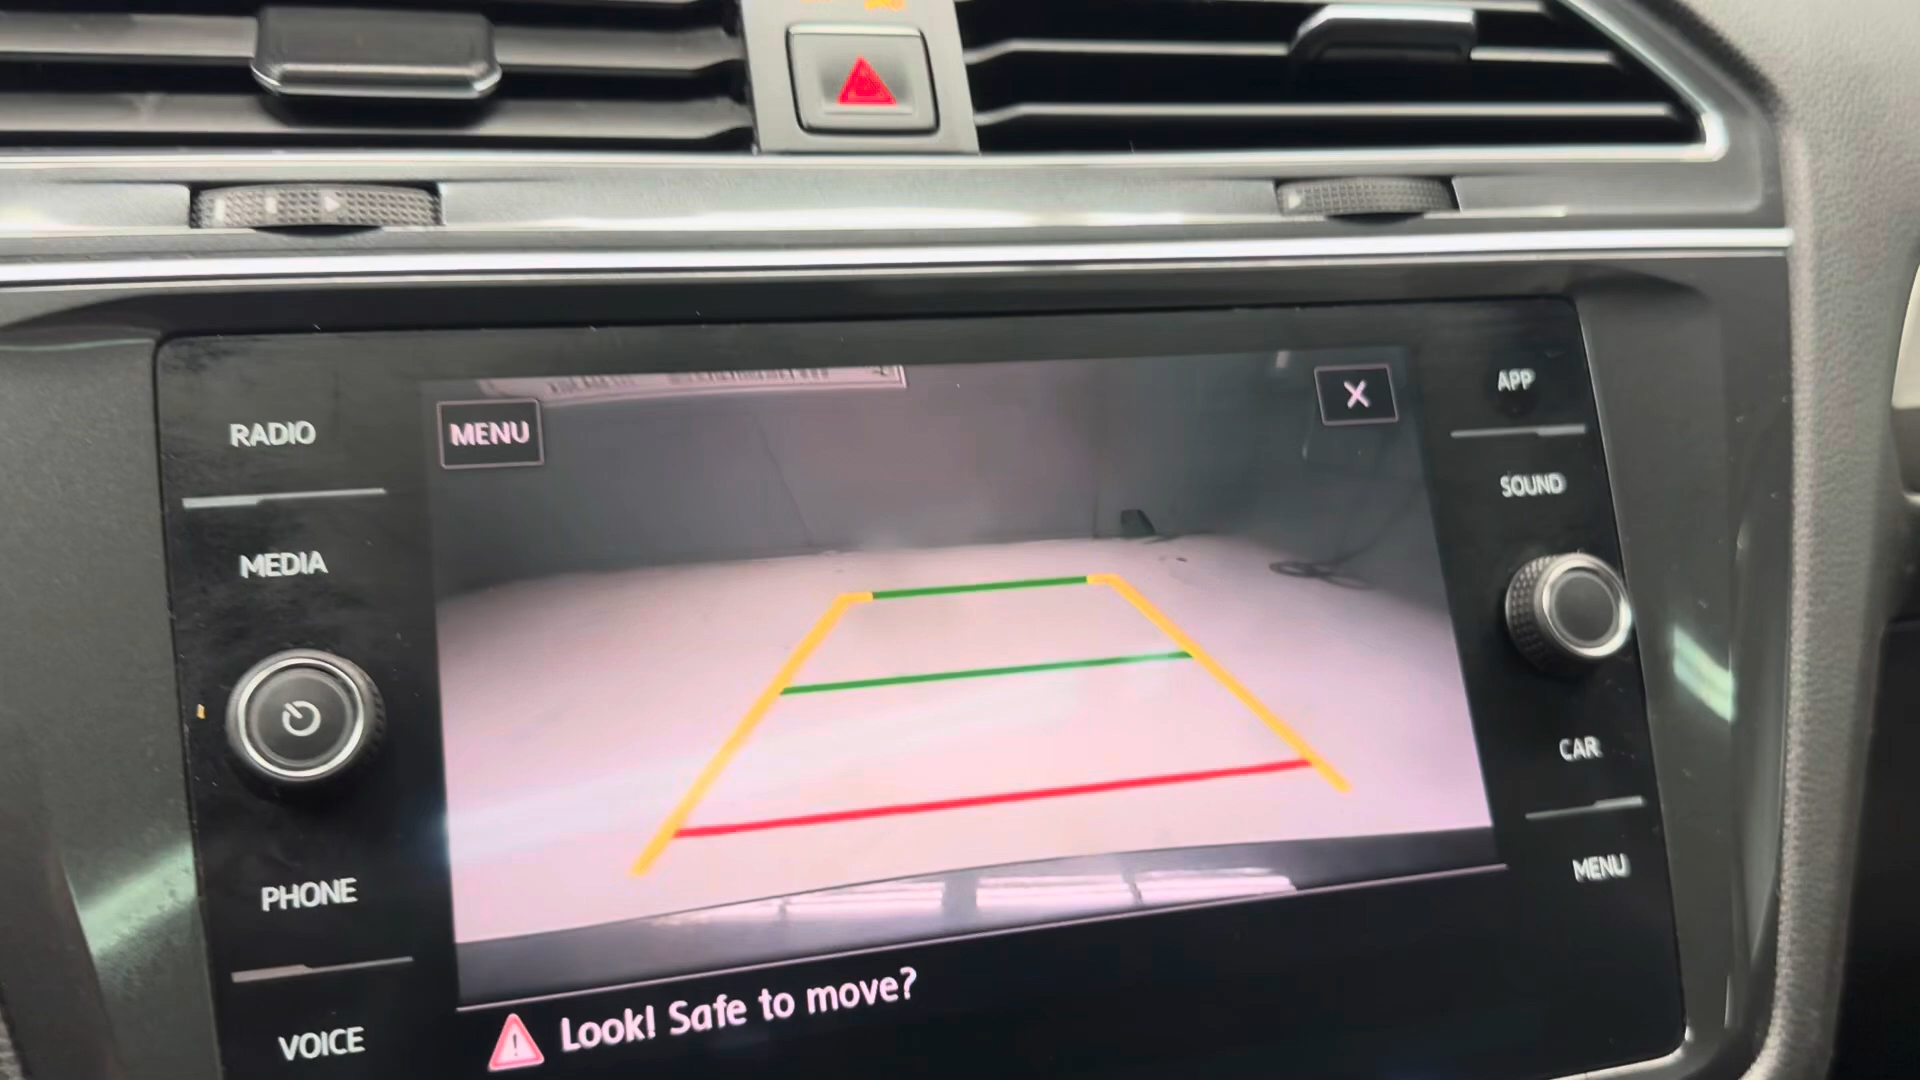 RADIO
MEDIA
PHONE
VOICE
MENU
X
Look! Safe to move?
APP
SOUND
CAR
MENU